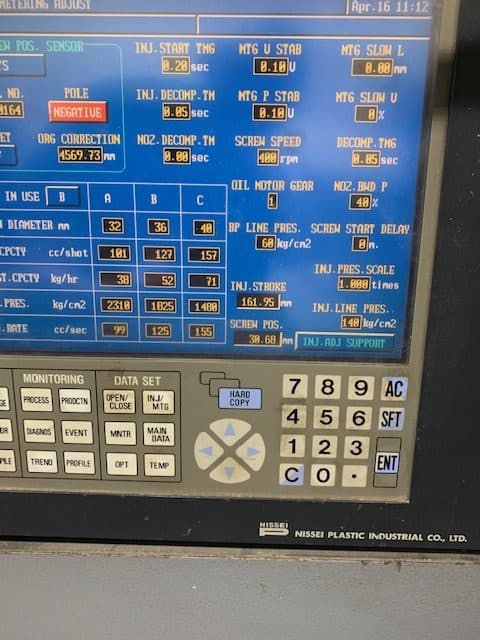 METERING ADJUST Apr.16 11:12
POS. SENSOR INJ.START TMG MTG V STAB MTG SLOW L
0.20 sec 0.10 V 0.00 mm
NO. POLE INJ.DECOMP.TM MTG P STAB MTG SLOW V
0164 NEGATIVE 0.05 sec 0.10 V 0 %
ORG CORRECTION NO2.DECOMP.TM SCREW SPEED DECOMP.TMG
4569.73 mm 0.00 sec 400 rpm 0.05 sec
OIL MOTOR GEAR NO2.BWD P
IN USE B A B C 1 40 %
DIAMETER mm 32 36 40 BP LINE PRES. SCREW START DELAY
60 kg/cm2 0 m.
CPCTY cc/shot 101 127 157
INJ.PRES.SCALE
ST.CPCTY kg/hr 38 52 71 INJ.STROKE 1.000 times
161.95 mm
PRES. kg/cm2 2310 1825 1480 INJ.LINE PRES.
SCREW POS. 140 kg/cm2
RATE cc/sec 99 125 155 30.68 mm INJ.ADJ SUPPORT
MONITORING DATA SET
PROCESS PRODCTN OPEN/CLOSE INJ/MTG HARD COPY 7 8 9 AC
DIAGNOS EVENT MNTR MAIN DATA 4 5 6 SFT
PLE TREND PROFILE OPT TEMP 1 2 3 ENT
C 0 .
NISSEI NISSEI PLASTIC INDUSTRIAL CO., LTD.